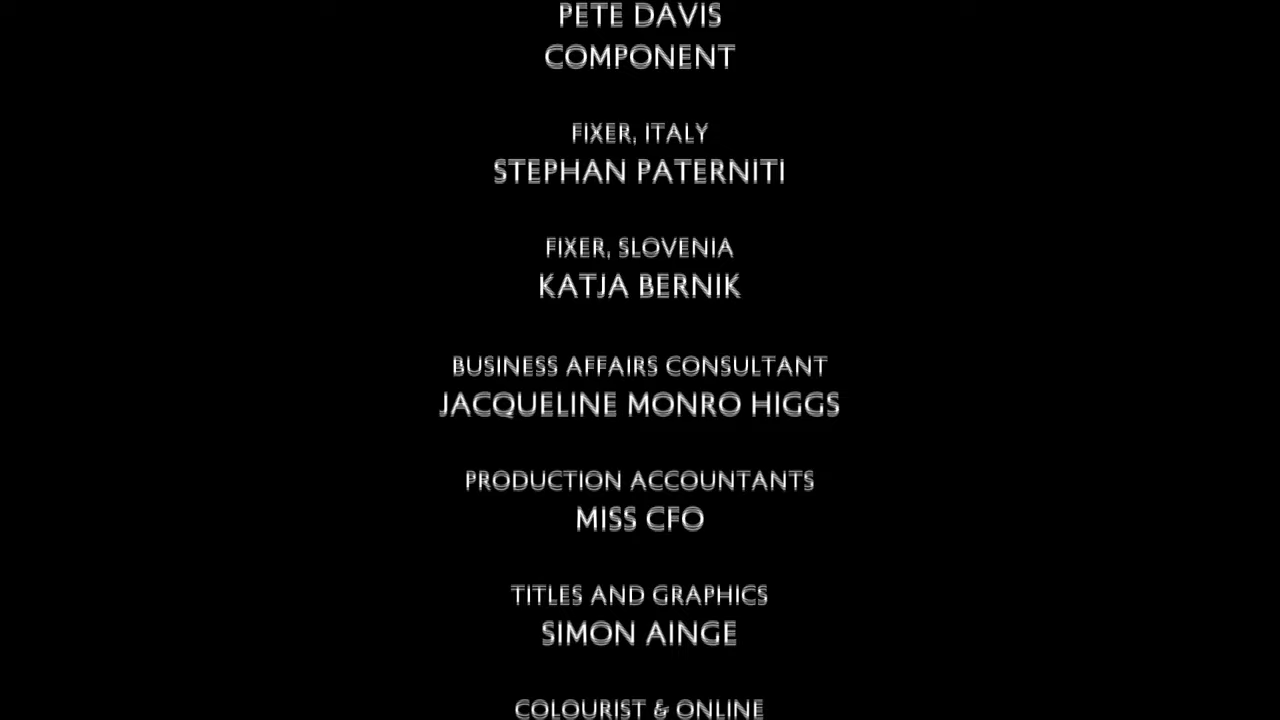 PETE DAVIS
COMPONENT
FIXER, ITALY
STEPHAN PATERNITI
FIXER, SLOVENIA
KATJA BERNIK
BUSINESS AFFAIRS CONSULTANT
JACQUELINE MONRO HIGGS
PRODUCTION ACCOUNTANTS
MISS CFO
TITLES AND GRAPHICS
SIMON AINGE
COLOURIST & ONLINE